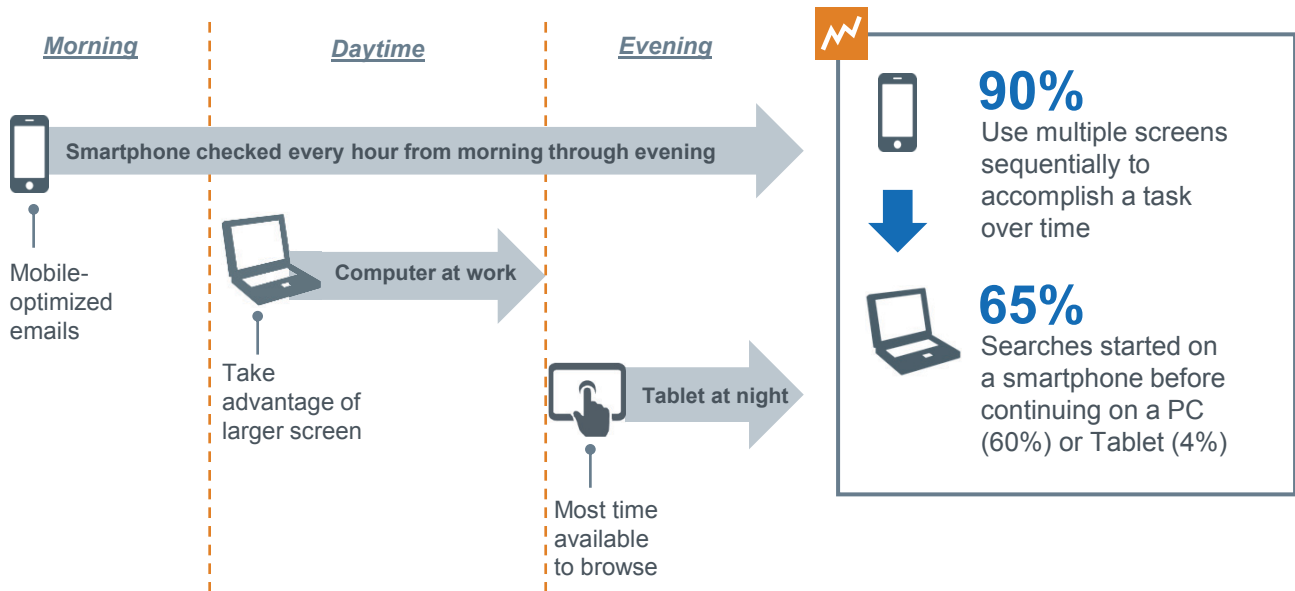 Morning
Daytime
Evening
Smartphone checked every hour from morning through evening
Mobile-
optimized
emails
Computer at work
Take
advantage of
larger screen
Tablet at night
Most time
available
to browse
90%
Use multiple screens
sequentially to
accomplish a task
over time
65%
Searches started on
a smartphone before
continuing on a PC
(60%) or Tablet (4%)